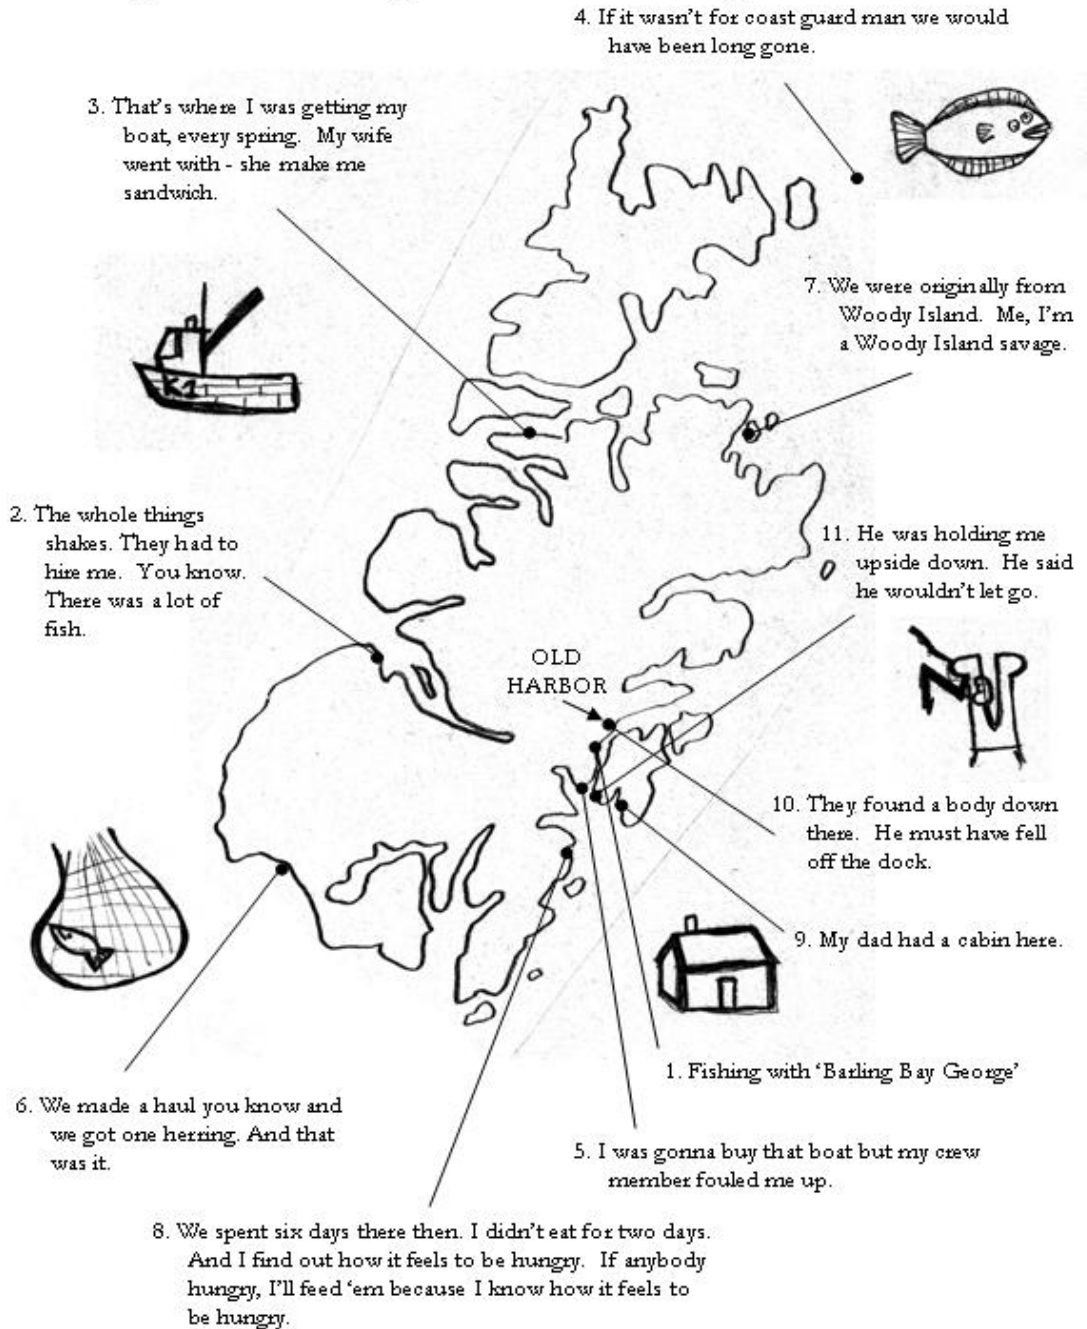 4. If it wasn't for coast guard man we would
have been long gone.
3. That's where I was getting my
boat, every spring. My wife
went with - she make me
sandwich.
7. We were originally from
Woody Island. Me, I'm
a Woody Island savage.
K1
2. The whole things
shakes. They had to
hire me. You know.
There was a lot of
fish.
11. He was holding me
upside down. He said
he wouldn't let go.
OLD
HARBOR
10. They found a body down
there. He must have fell
off the dock.
9. My dad had a cabin here.
1. Fishing with 'Barling Bay George'
6. We made a haul you know and
we got one herring. And that
was it.
5. I was gonna buy that boat but my crew
member fouled me up.
8. We spent six days there then. I didn't eat for two days.
And I find out how it feels to be hungry. If anybody
hungry, I'll feed 'em because I know how it feels to
be hungry.